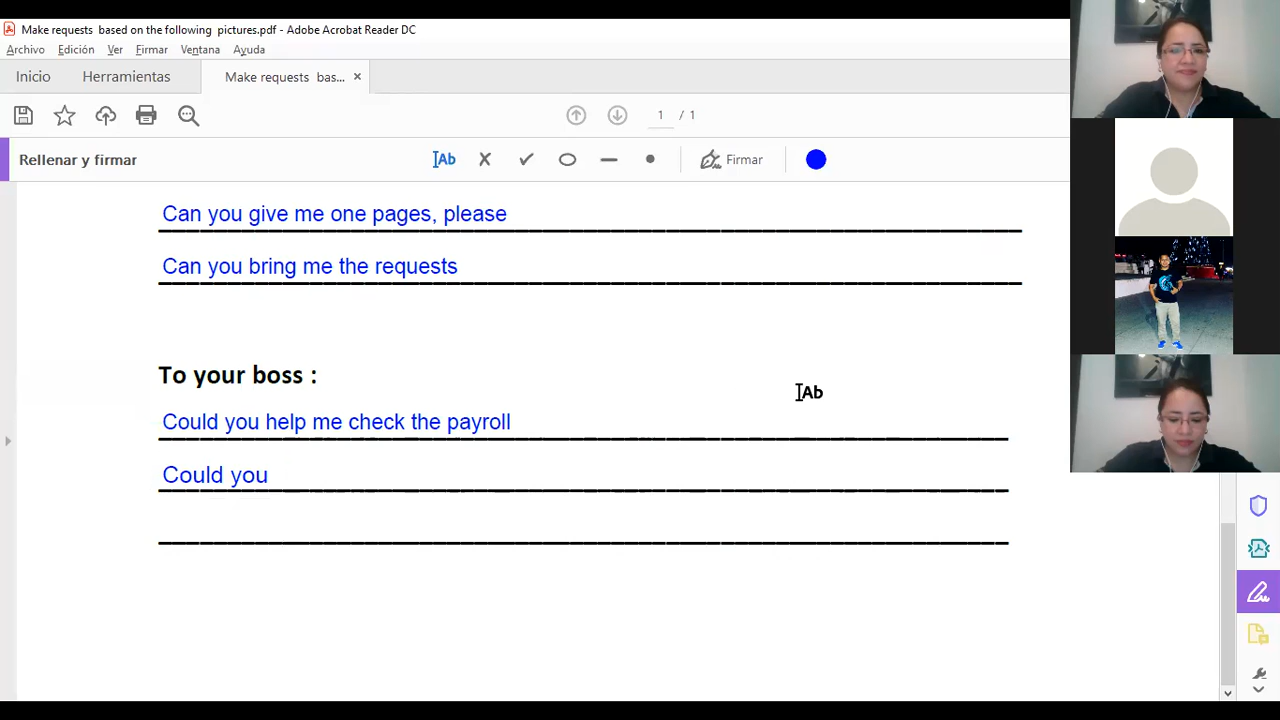 Make requests  based on the following  pictures.pdf - Adobe Acrobat Reader DC
Archivo Edición Ver Firmar Ventana Ayuda
Inicio Herramientas Make requests  bas... ×
1 / 1
Rellenar y firmar Ab Firmar
Can you give me one pages, please
Can you bring me the requests
To your boss :
Ab
Could you help me check the payroll
Could you